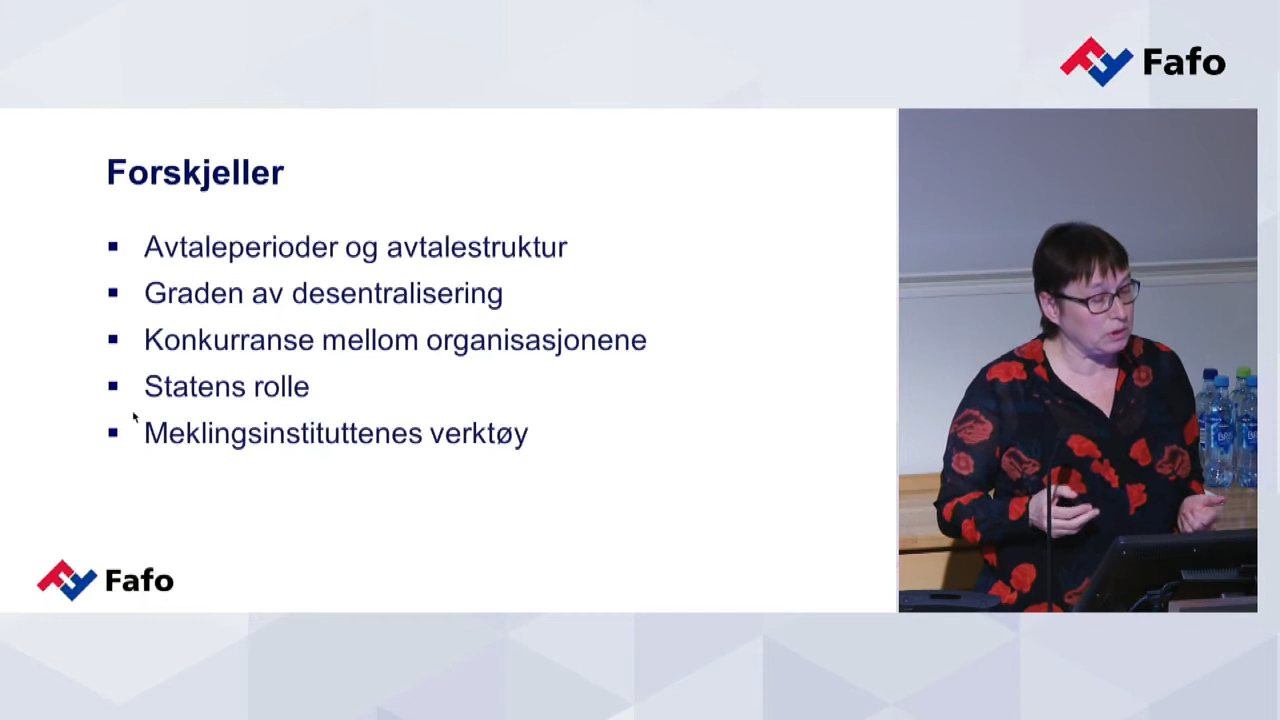 Fafo
Forskjeller
Avtaleperioder og avtalestruktur
Graden av desentralisering
Konkurranse mellom organisasjonene
Statens rolle
Meklingsinstituttenes verktøy
Fafo